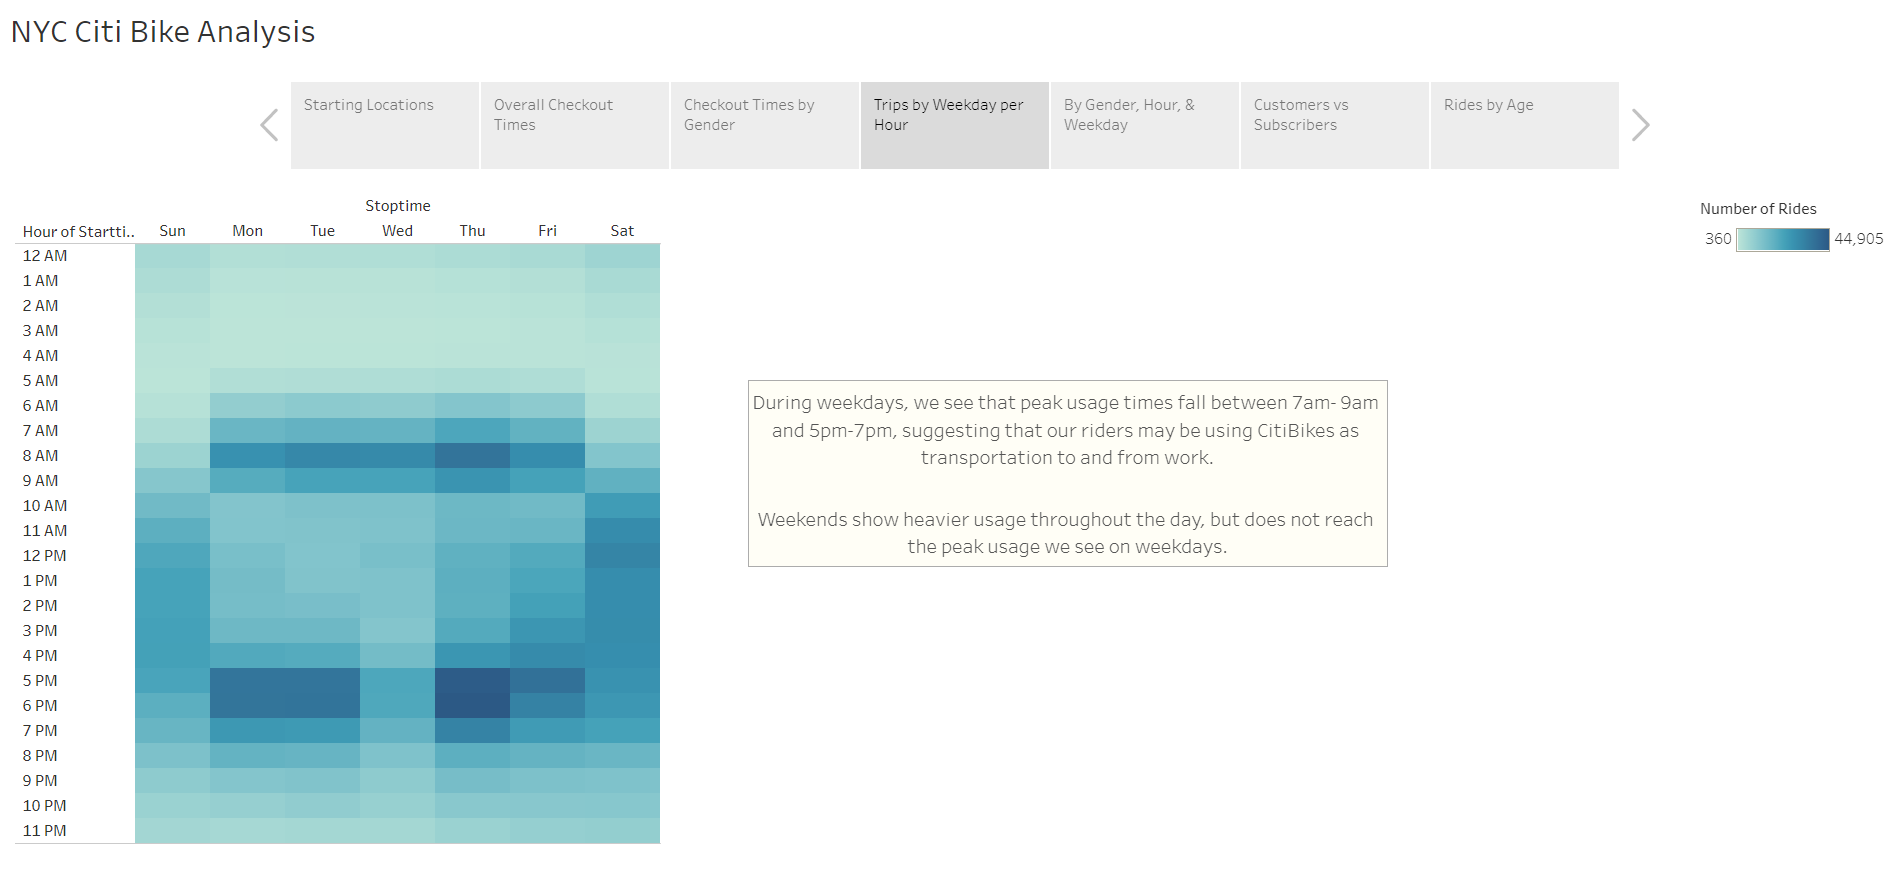 NYC Citi Bike Analysis
Starting Locations
Overall Checkout
Times
Checkout Times by
Gender
Trips by Weekday per
Hour
By Gender, Hour, &
Weekday
Customers vs
Subscribers
Rides by Age
Stoptime
Hour of Startti..
Sun Mon Tue Wed Thu Fri Sat
12 AM
1 AM
2 AM
3 AM
4 AM
5 AM
6 AM
7 AM
8 AM
9 AM
10 AM
11 AM
12 PM
1 PM
2 PM
3 PM
4 PM
5 PM
6 PM
7 PM
8 PM
9 PM
10 PM
11 PM
During weekdays, we see that peak usage times fall between 7am- 9am
and 5pm-7pm, suggesting that our riders may be using CitiBikes as
transportation to and from work.
Weekends show heavier usage throughout the day, but does not reach
the peak usage we see on weekdays.
Number of Rides
360 44,905